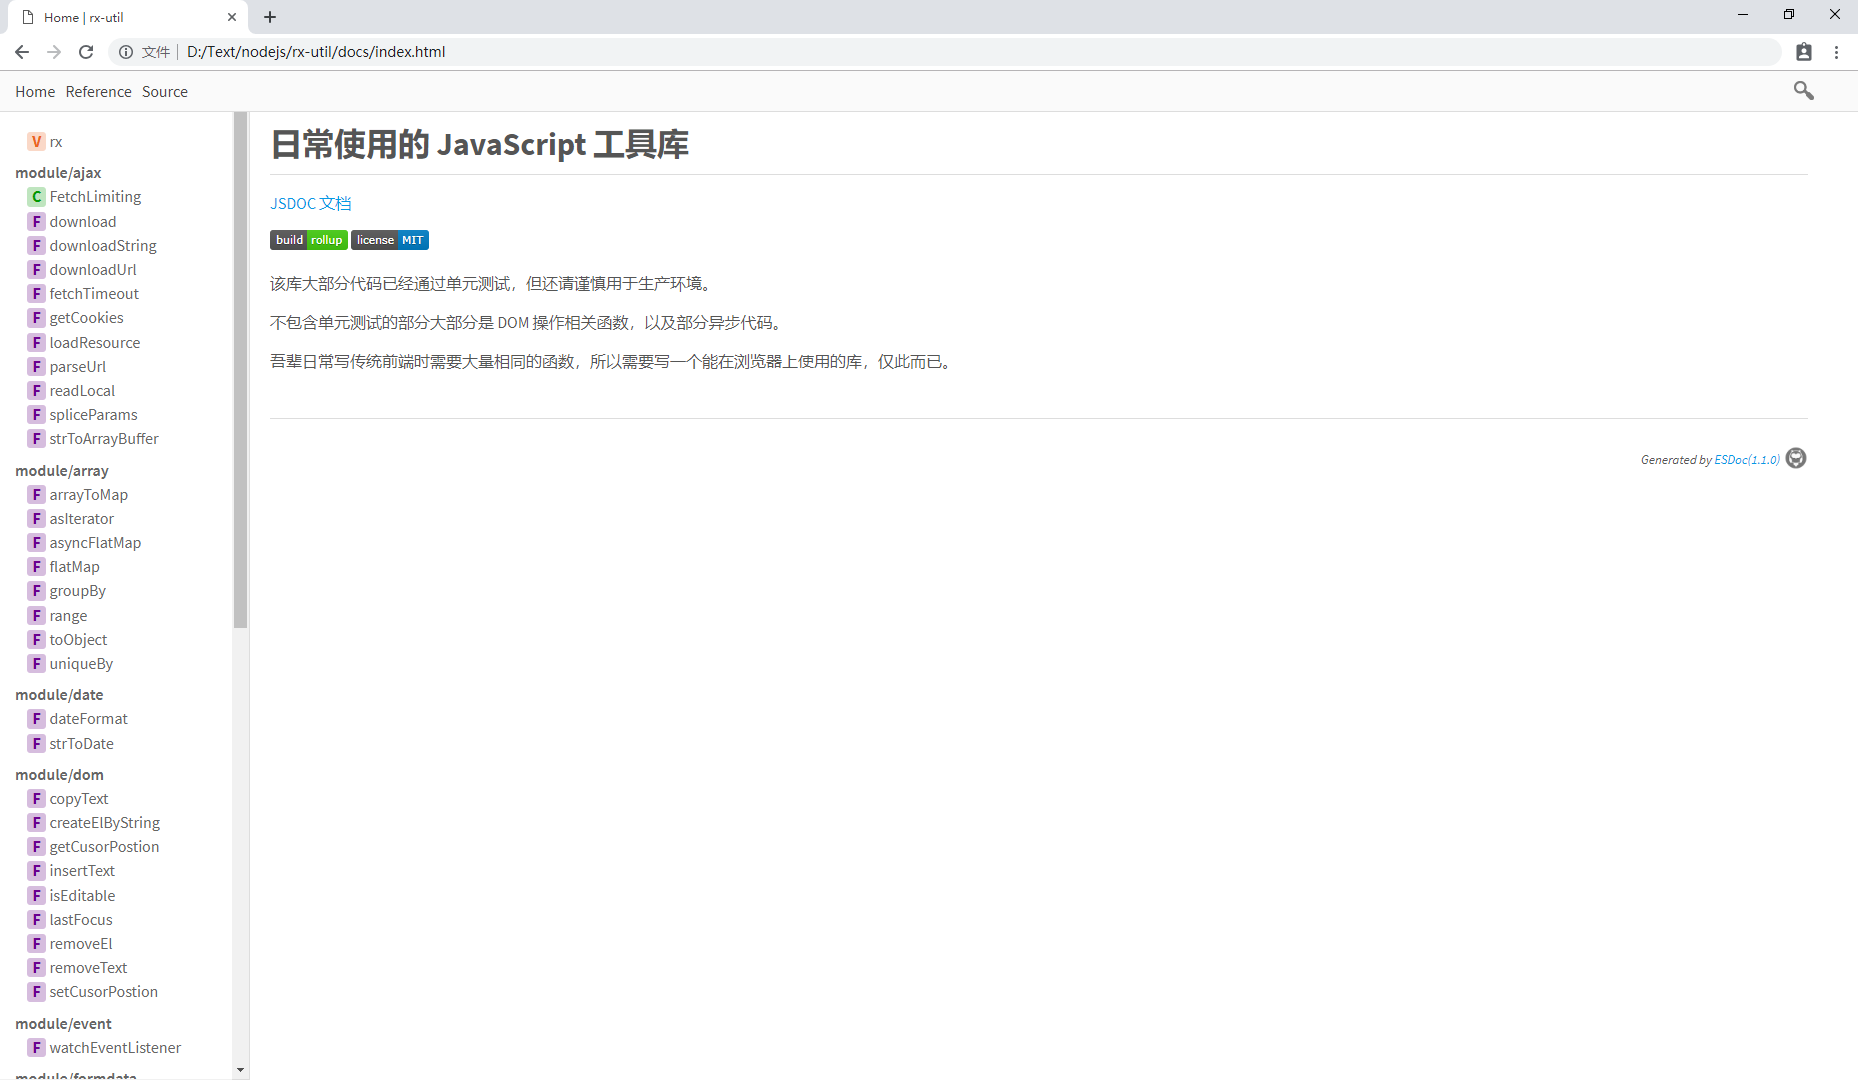 Home | rx-util
文件 D:/Text/nodejs/rx-util/docs/index.html
Home Reference Source
V rx
module/ajax
C FetchLimiting
F download
F downloadString
F downloadUrl
F fetchTimeout
F getCookies
F loadResource
F parseUrl
F readLocal
F spliceParams
F strToArrayBuffer
module/array
F arrayToMap
F asIterator
F asyncFlatMap
F flatMap
F groupBy
F range
F toObject
F uniqueBy
module/date
F dateFormat
F strToDate
module/dom
F copyText
F createElByString
F getCusorPostion
F insertText
F isEditable
F lastFocus
F removeEl
F removeText
F setCusorPostion
module/event
F watchEventListener
module/formdata
日常使用的 JavaScript 工具库
JSDOC 文档
build rollup license MIT
该库大部分代码已经通过单元测试，但还请谨慎用于生产环境。
不包含单元测试的部分大部分是 DOM 操作相关函数，以及部分异步代码。
吾辈日常写传统前端时需要大量相同的函数，所以需要写一个能在浏览器上使用的库，仅此而已。
Generated by ESDoc(1.1.0)